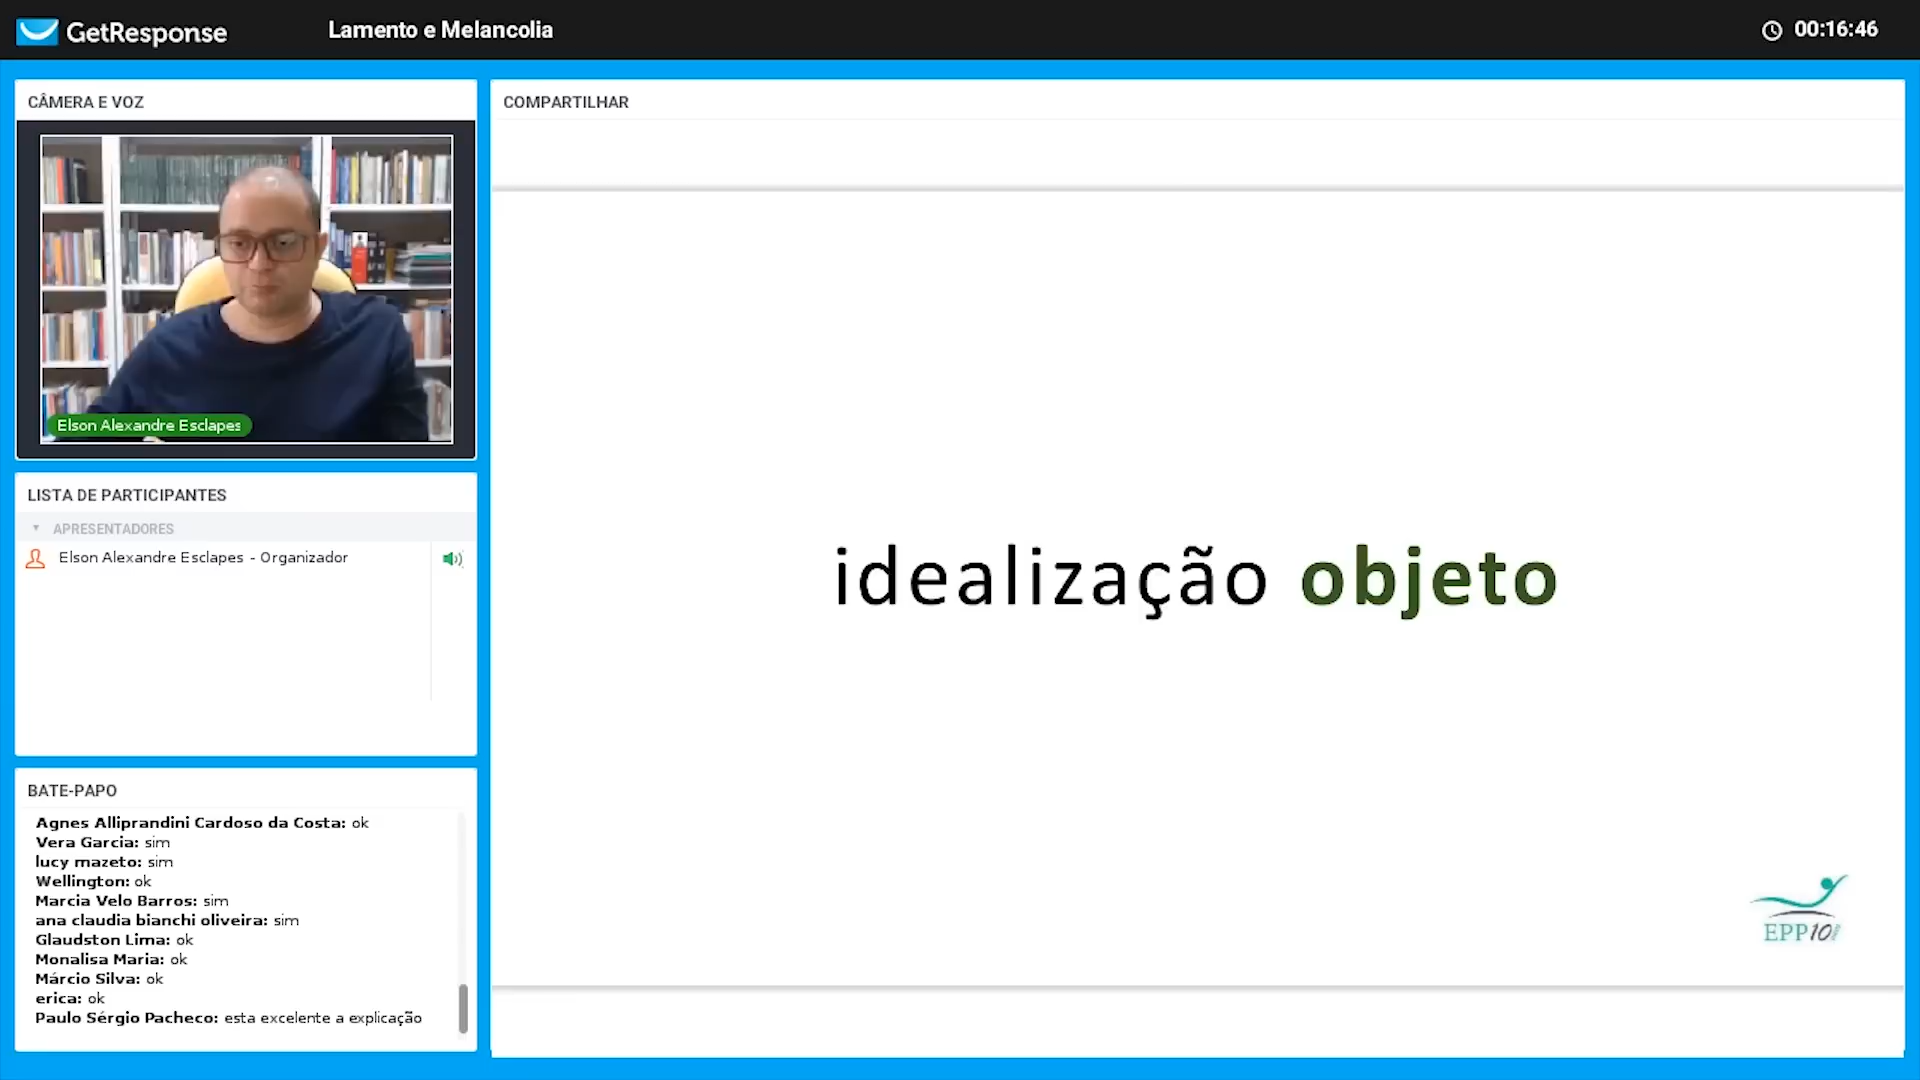 GetResponse
Lamento e Melancolia
00:16:46
CÂMERA E VOZ
Elson Alexandre Esclapes
LISTA DE PARTICIPANTES
APRESENTADORES
Elson Alexandre Esclapes - Organizador
BATE-PAPO
Agnes Alliprandini Cardoso da Costa: ok
Vera Garcia: sim
lucy mazeto: sim
Wellington: ok
Marcia Velo Barros: sim
ana claudia bianchi oliveira: sim
Glaudston Lima: ok
Monalisa Maria: ok
Márcio Silva: ok
erica: ok
Paulo Sérgio Pacheco: esta excelente a explicação
COMPARTILHAR
idealização objeto
EPP10